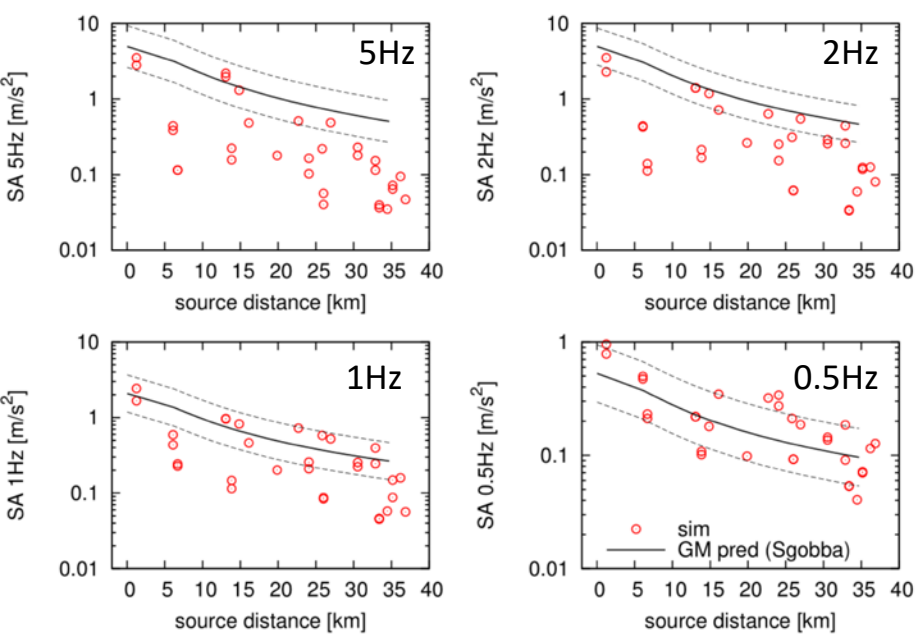 5Hz
SA 5Hz [m/s²]
10
1
0.1
0.01
0 5 10 15 20 25 30 35 40
source distance [km]
2Hz
SA 2Hz [m/s²]
10
1
0.1
0.01
0 5 10 15 20 25 30 35 40
source distance [km]
1Hz
SA 1Hz [m/s²]
10
1
0.1
0.01
0 5 10 15 20 25 30 35 40
source distance [km]
0.5Hz
SA 0.5Hz [m/s²]
1
0.1
0.01
sim
GM pred (Sgobba)
0 5 10 15 20 25 30 35 40
source distance [km]